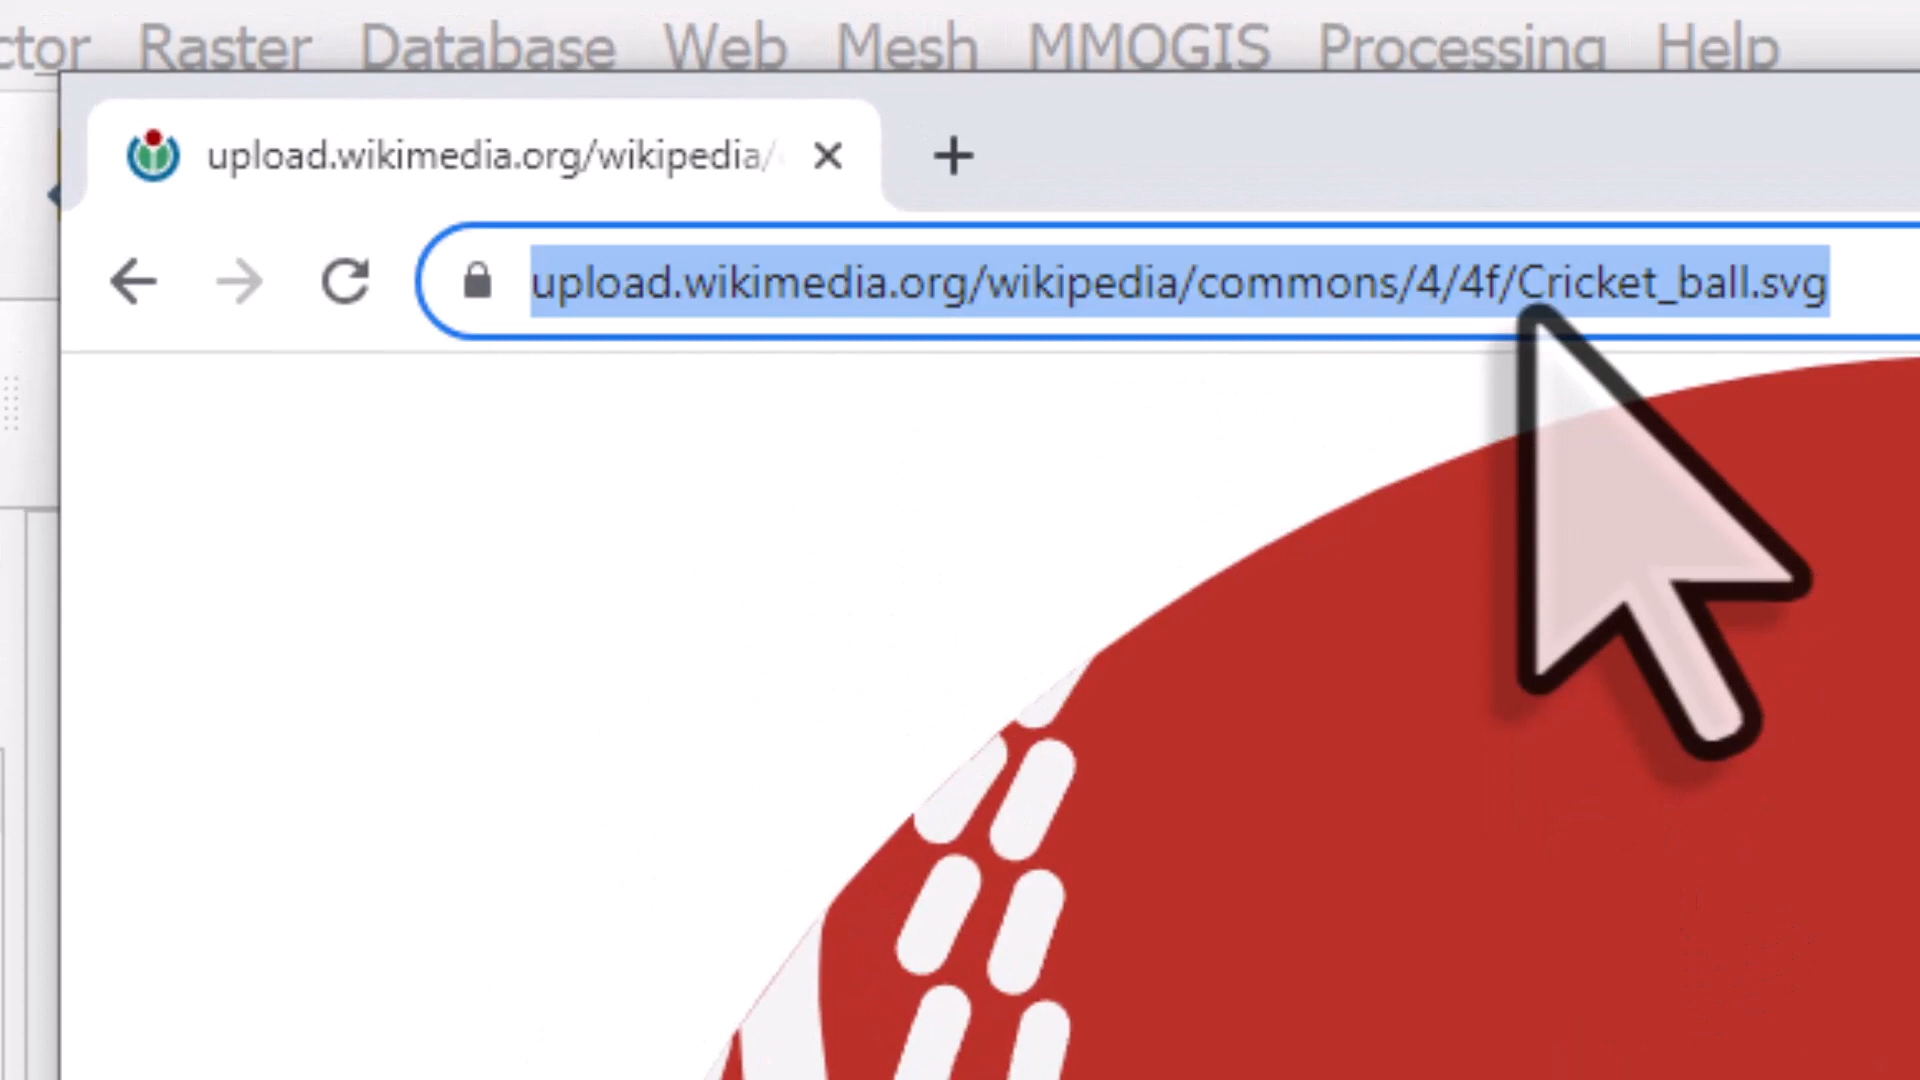 ctor Raster Database Web Mesh MMOGIS Processing Help
upload.wikimedia.org/wikipedia/
upload.wikimedia.org/wikipedia/commons/4/4f/Cricket_ball.svg